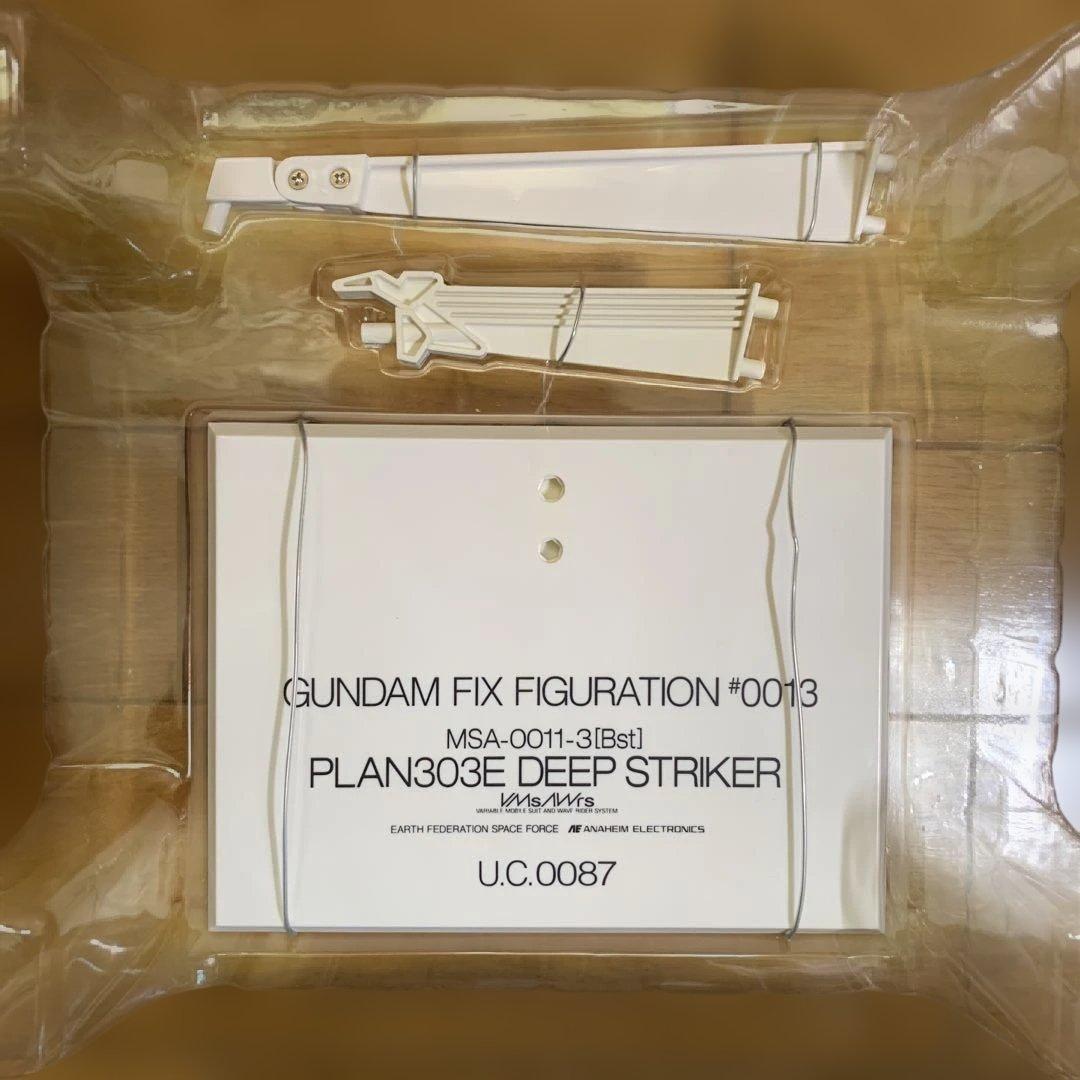 GUNDAM FIX FIGURATION #0013
MSA-0011-3[Bst]
PLAN303E DEEP STRIKER
VMsAWrs
VARIABLE MOBILE SUIT AND WAVE RIDER SYSTEM
EARTH FEDERATION SPACE FORCE AE ANAHEIM ELECTRONICS
U.C.0087